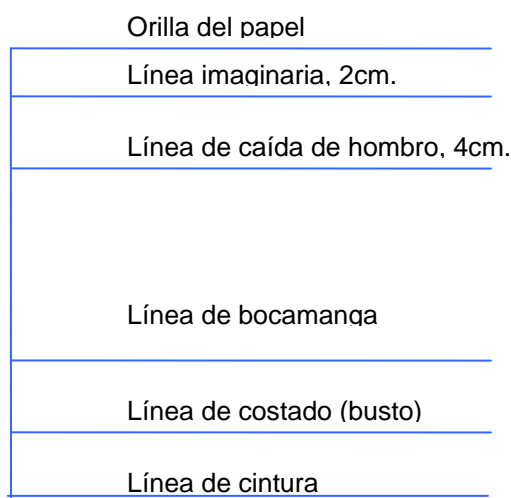 Orilla del papel
Línea imaginaria, 2cm.
Línea de caída de hombro, 4cm.
Línea de bocamanga
Línea de costado (busto)
Línea de cintura